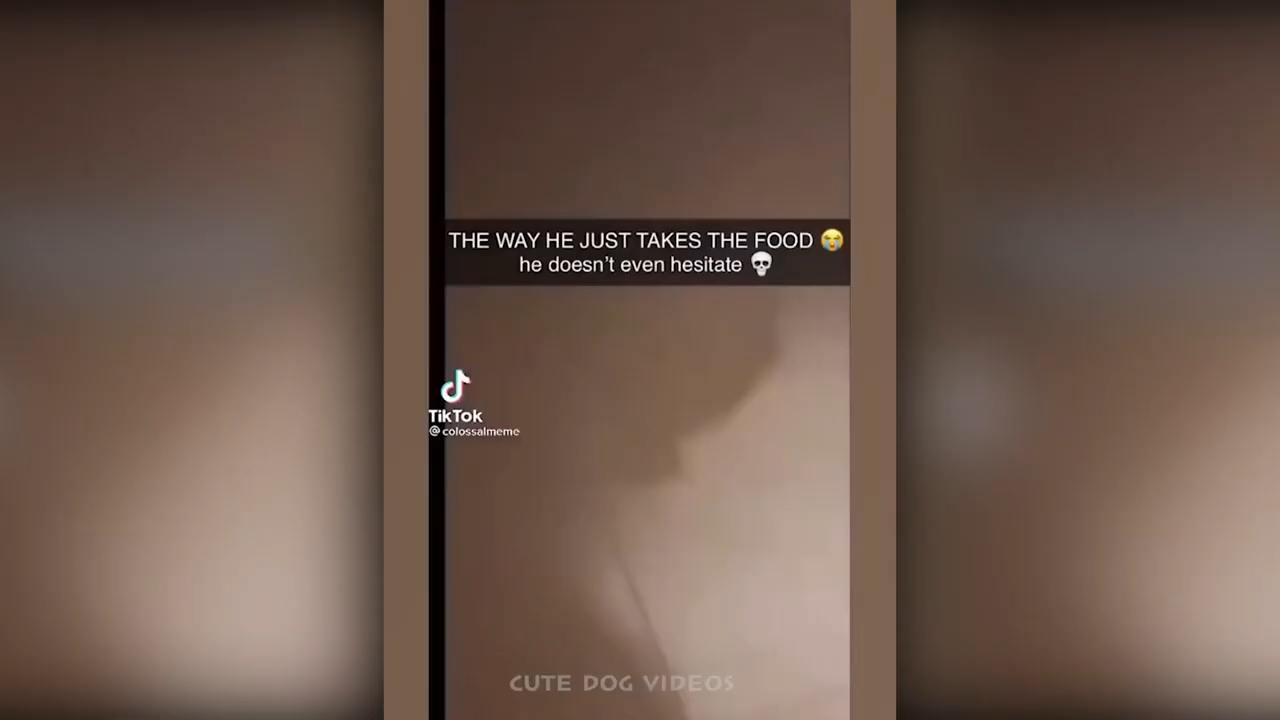 THE WAY HE JUST TAKES THE FOOD 😭
he doesn't even hesitate 💀
TikTok
@colossalmeme
CUTE DOG VIDEOS